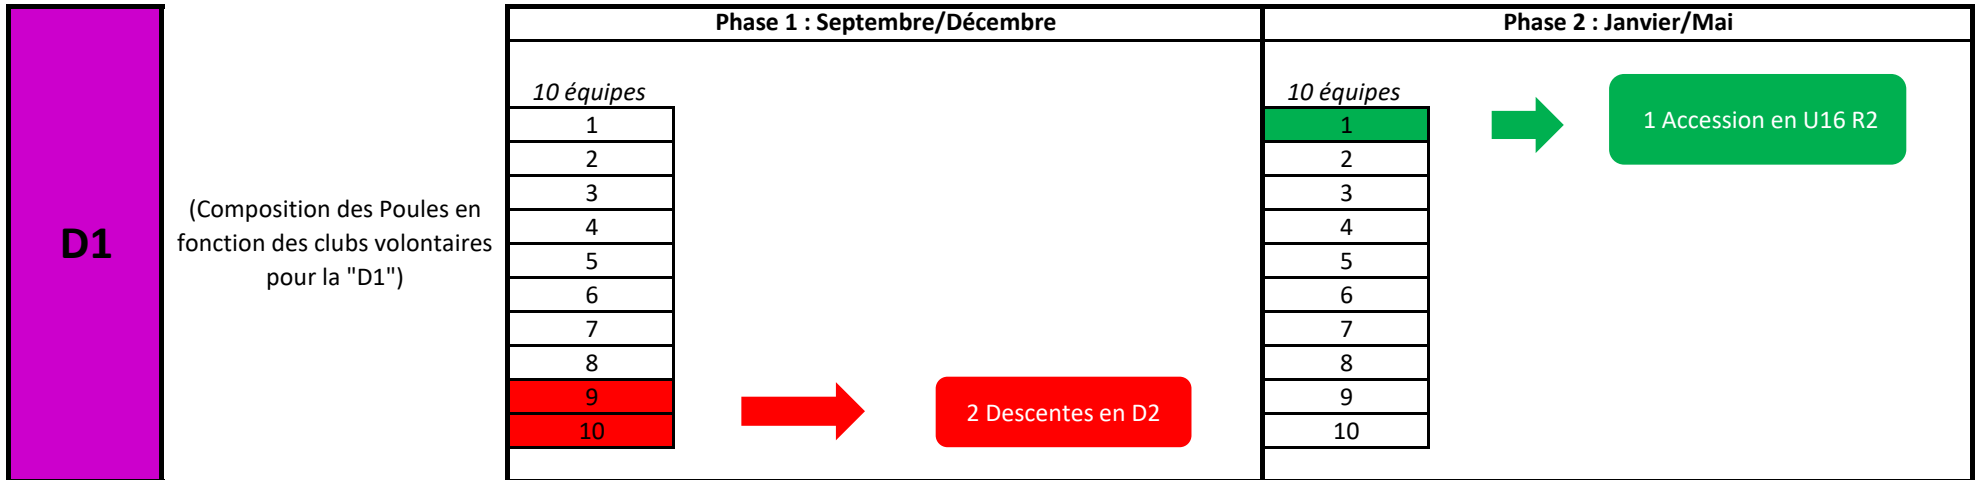 D1
(Composition des Poules en
fonction des clubs volontaires
pour la "D1")
Phase 1 : Septembre/Décembre
10 équipes
1
2
3
4
5
6
7
8
9
10
2 Descentes en D2
Phase 2 : Janvier/Mai
10 équipes
1
2
3
4
5
6
7
8
9
10
1 Accession en U16 R2